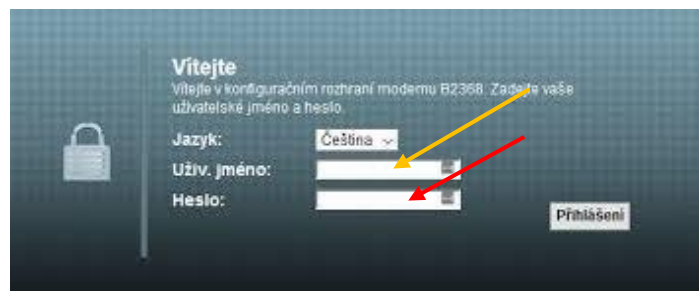 Vítejte
Vítejte v konfiguračním rozhraní modemu B2368. Zadejte vaše
uživatelské jméno a heslo.
Jazyk:
Čeština
Uživ. jméno:
Heslo:
Přihlášení